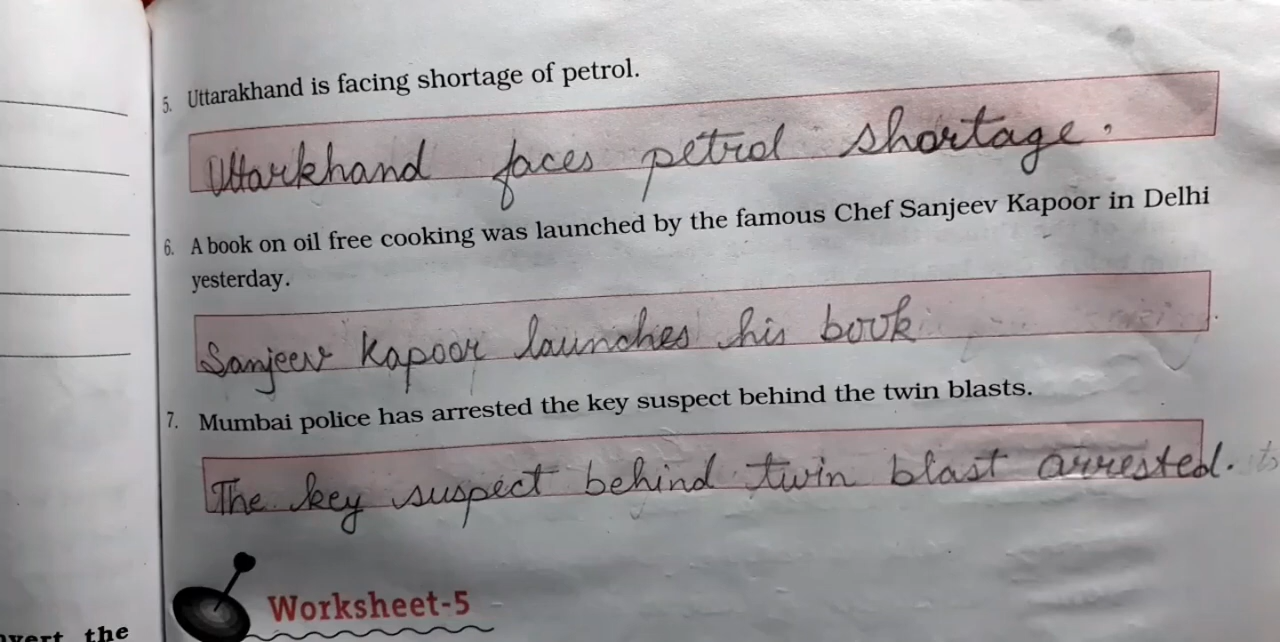 5. Uttarakhand is facing shortage of petrol.
Uttarkhand faces petrol shortage.
6. A book on oil free cooking was launched by the famous Chef Sanjeev Kapoor in Delhi
yesterday.
Sanjeev Kapoor launches his book
7. Mumbai police has arrested the key suspect behind the twin blasts.
The key suspect behind twin blast arrested.
Worksheet-5
the